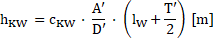 h_KW = c_KW · A′/D′ · (l_W + T′/2) [m]